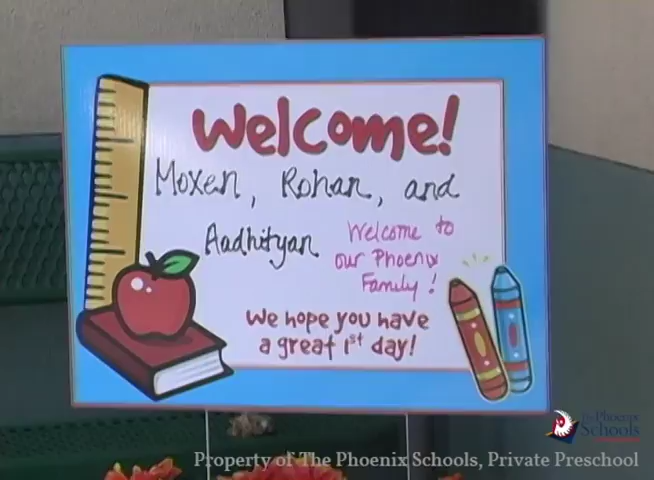 Welcome!
Moxen, Rohan, and
Aadhityan
Welcome to
our Phoenix
Family!
We hope you have
a great 1st day!
The Phoenix
Schools
Property of The Phoenix Schools, Private Preschool